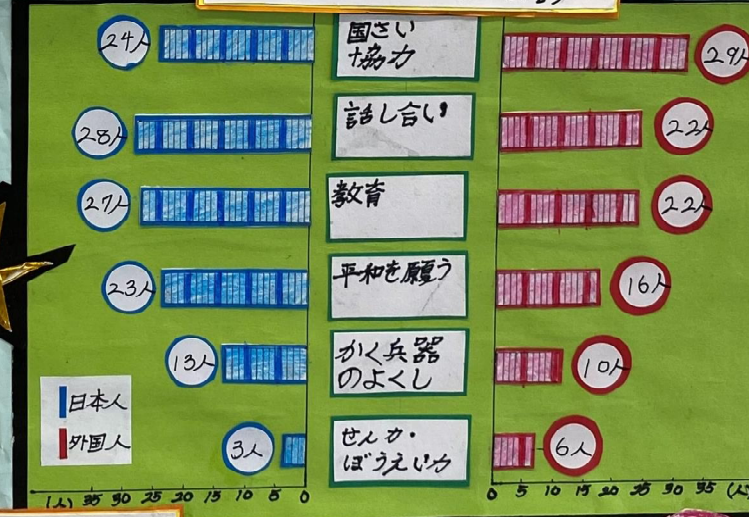 24人
国さい
協力
29人
28人
話し合い
22人
27人
教育
22人
23人
平和を願う
16人
13人
かく兵器
のよくし
10人
日本人
外国人
3人
せん力・
ぼうえい力
6人
(人) 35 30 25 20 15 10 5 0
0 5 10 15 20 25 30 35 (人)